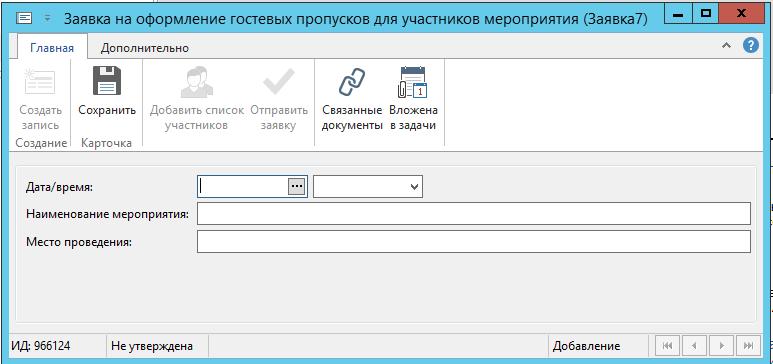 Заявка на оформление гостевых пропусков для участников мероприятия (Заявка7)
Главная Дополнительно
Создать запись
Сохранить
Добавить список участников
Отправить заявку
Связанные документы
Вложена в задачи
Создание Карточка
Дата/время:
Наименование мероприятия:
Место проведения:
ИД: 966124 Не утверждена Добавление